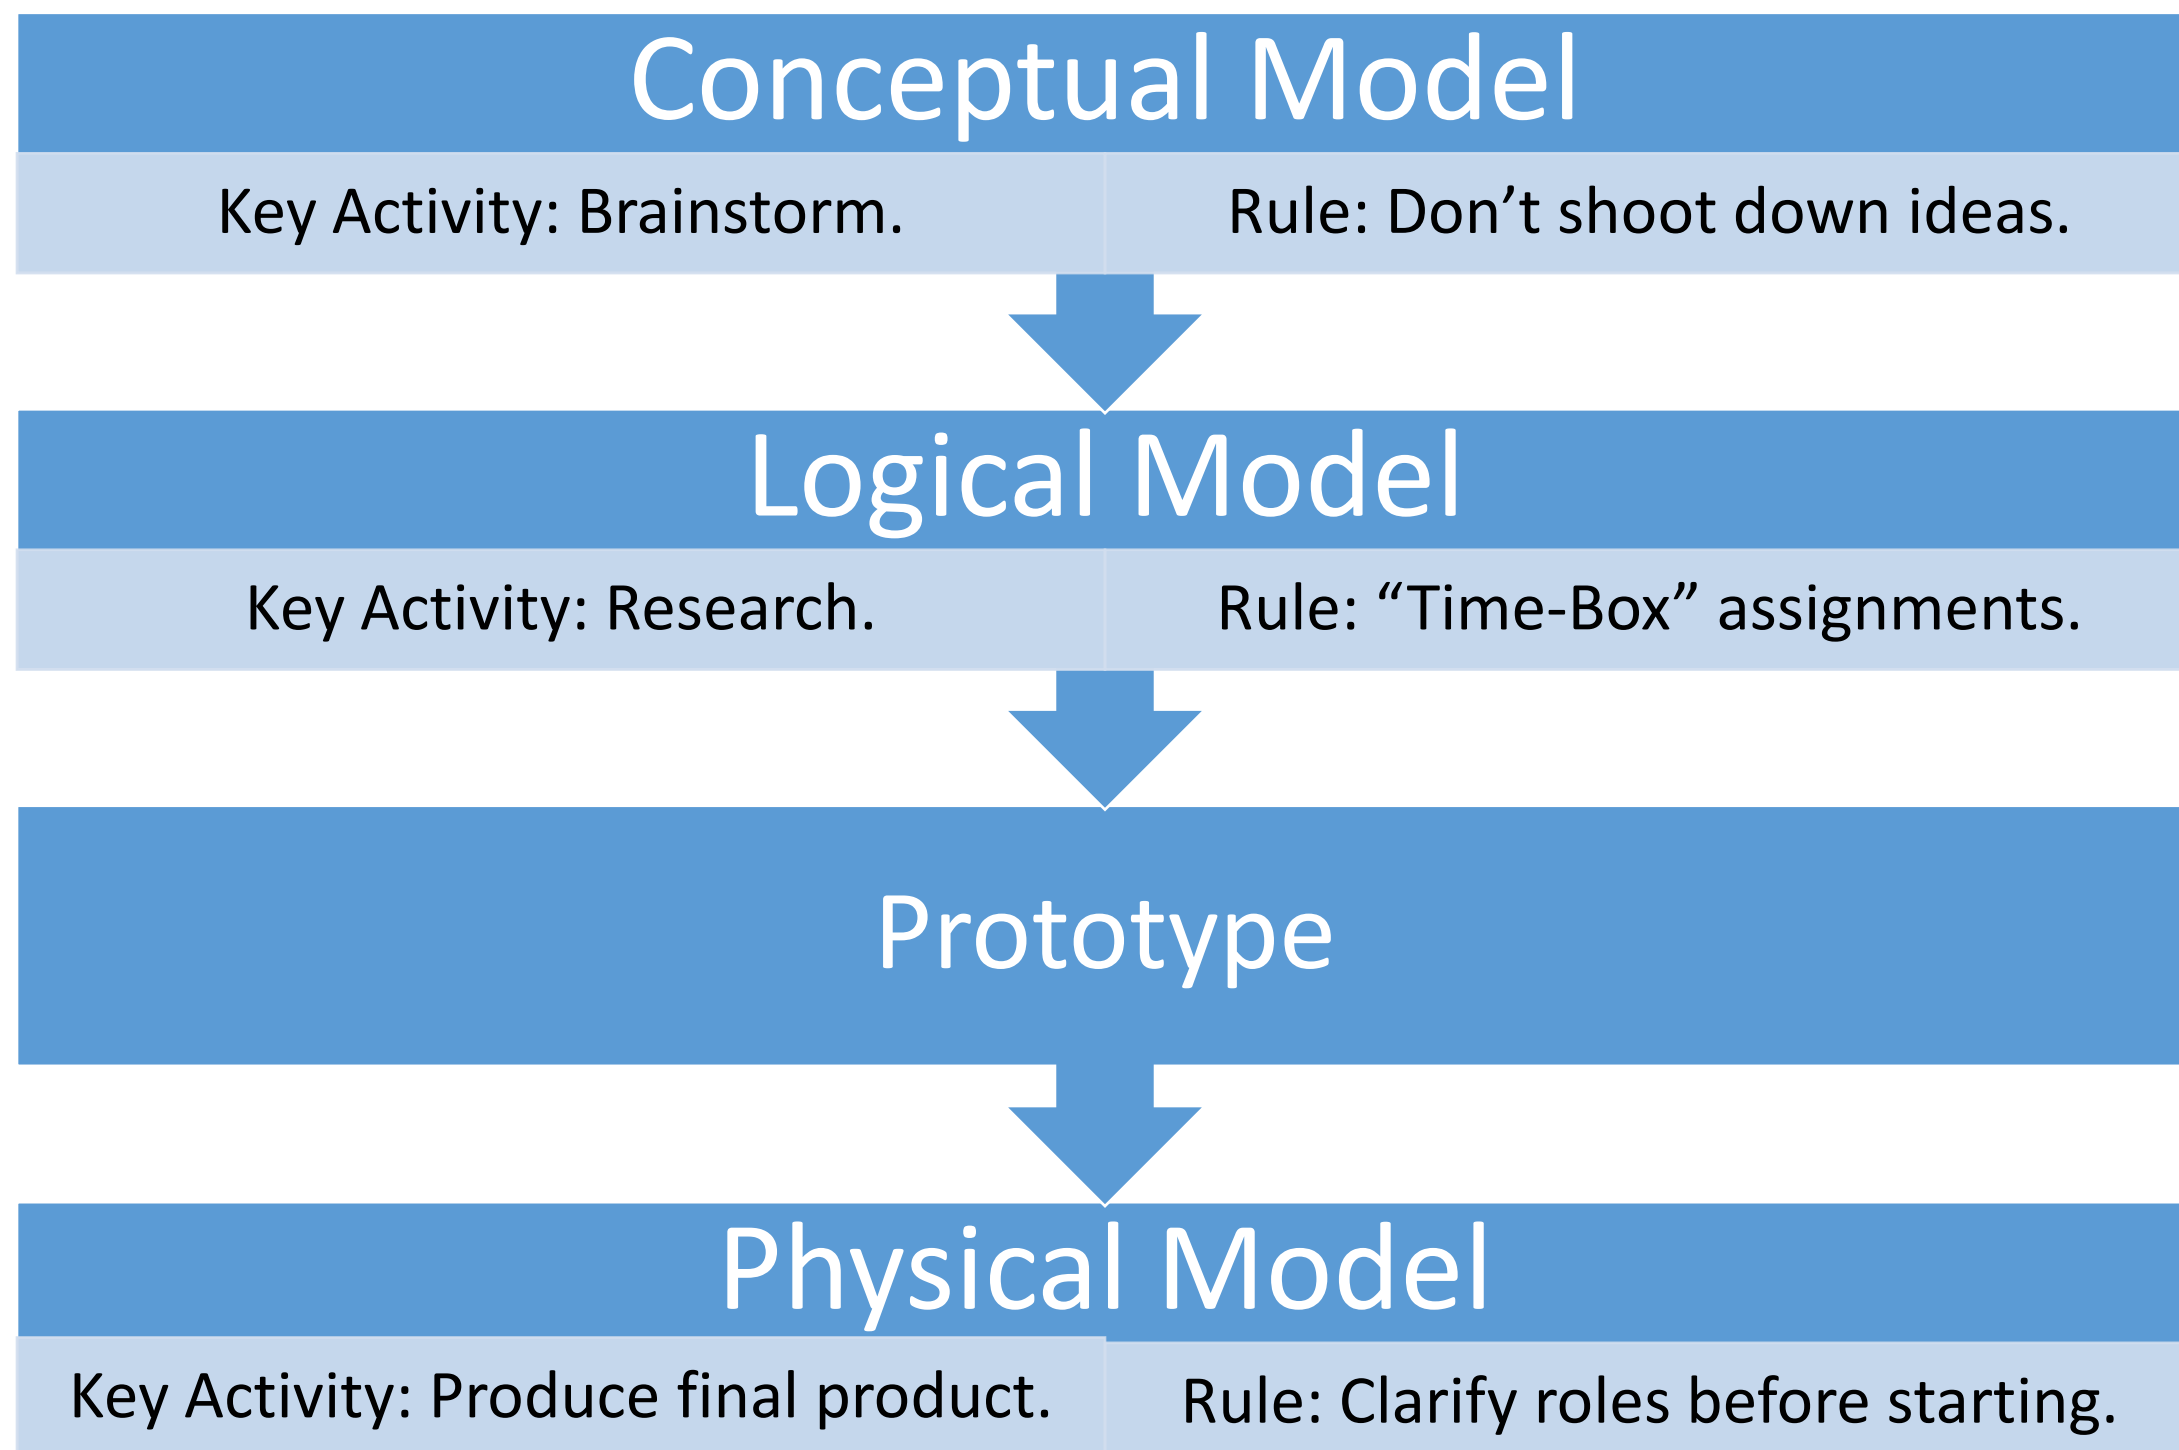 Conceptual Model
Key Activity: Brainstorm.
Rule: Don’t shoot down ideas.
Logical Model
Key Activity: Research.
Rule: “Time-Box” assignments.
Prototype
Physical Model
Key Activity: Produce final product.
Rule: Clarify roles before starting.